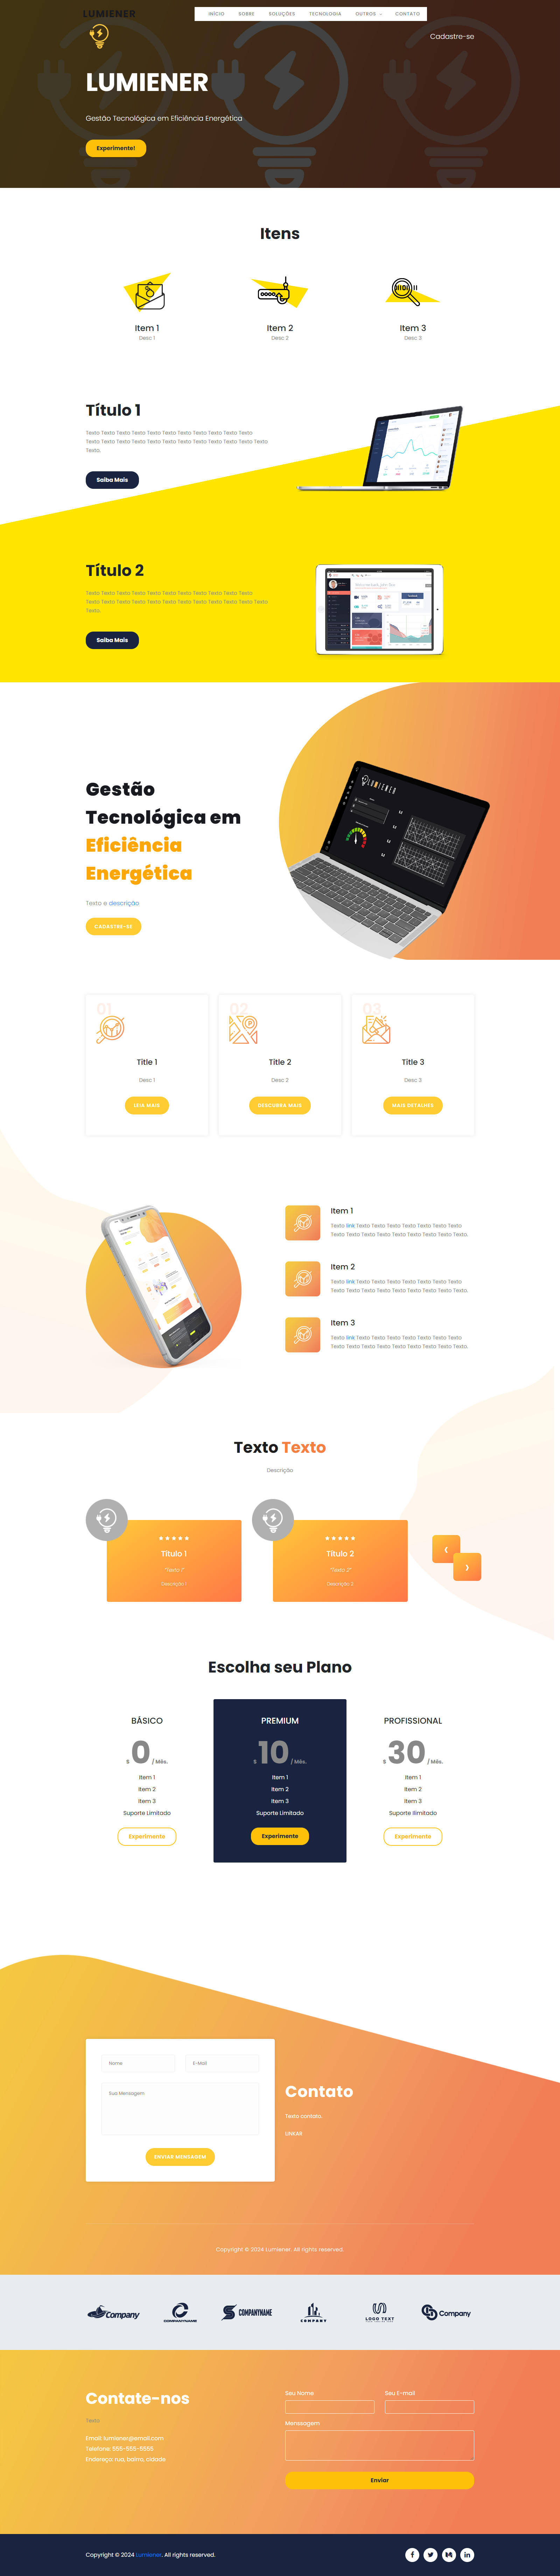 LUMIENER
INÍCIO SOBRE SOLUÇÕES TECNOLOGIA OUTROS CONTATO
Cadastre-se
LUMIENER
Gestão Tecnológica em Eficiência Energética
Experimente!
Itens
Item 1
Desc 1
Item 2
Desc 2
Item 3
Desc 3
Título 1
Texto Texto Texto Texto Texto Texto Texto Texto Texto Texto Texto
Texto Texto Texto Texto Texto Texto Texto Texto Texto Texto Texto Texto
Texto.
Saiba Mais
Título 2
Texto Texto Texto Texto Texto Texto Texto Texto Texto Texto Texto
Texto Texto Texto Texto Texto Texto Texto Texto Texto Texto Texto Texto
Texto.
Saiba Mais
Gestão
Tecnológica em
Eficiência
Energética
Texto e descrição
CADASTRE-SE
LUMIENER
01
Title 1
Desc 1
LEIA MAIS
02
Title 2
Desc 2
DESCUBRA MAIS
03
Title 3
Desc 3
MAIS DETALHES
Item 1
Texto link Texto Texto Texto Texto Texto Texto Texto
Texto Texto Texto Texto Texto Texto Texto Texto Texto.
Item 2
Texto link Texto Texto Texto Texto Texto Texto Texto
Texto Texto Texto Texto Texto Texto Texto Texto Texto.
Item 3
Texto link Texto Texto Texto Texto Texto Texto Texto
Texto Texto Texto Texto Texto Texto Texto Texto Texto.
Texto Texto
Descrição
Título 1
"Texto 1"
Descrição 1
Título 2
"Texto 2"
Descrição 2
Escolha seu Plano
BÁSICO
$ 0 / Mês.
Item 1
Item 2
Item 3
Suporte Limitado
Experimente
PREMIUM
$ 10 / Mês.
Item 1
Item 2
Item 3
Suporte Limitado
Experimente
PROFISSIONAL
$ 30 / Mês.
Item 1
Item 2
Item 3
Suporte Ilimitado
Experimente
Nome
E-Mail
Sua Mensagem
ENVIAR MENSAGEM
Contato
Texto contato.
LINKAR
Copyright © 2024 Lumiener. All rights reserved.
Company
COMPANYNAME
COMPANYNAME
COMPANY
LOGO TEXT
Company
Contate-nos
Texto
Email: lumiener@email.com
Telefone: 555-555-5555
Endereço: rua, bairro, cidade
Seu Nome
Seu E-mail
Menssagem
Enviar
Copyright © 2024 Lumiener. All rights reserved.